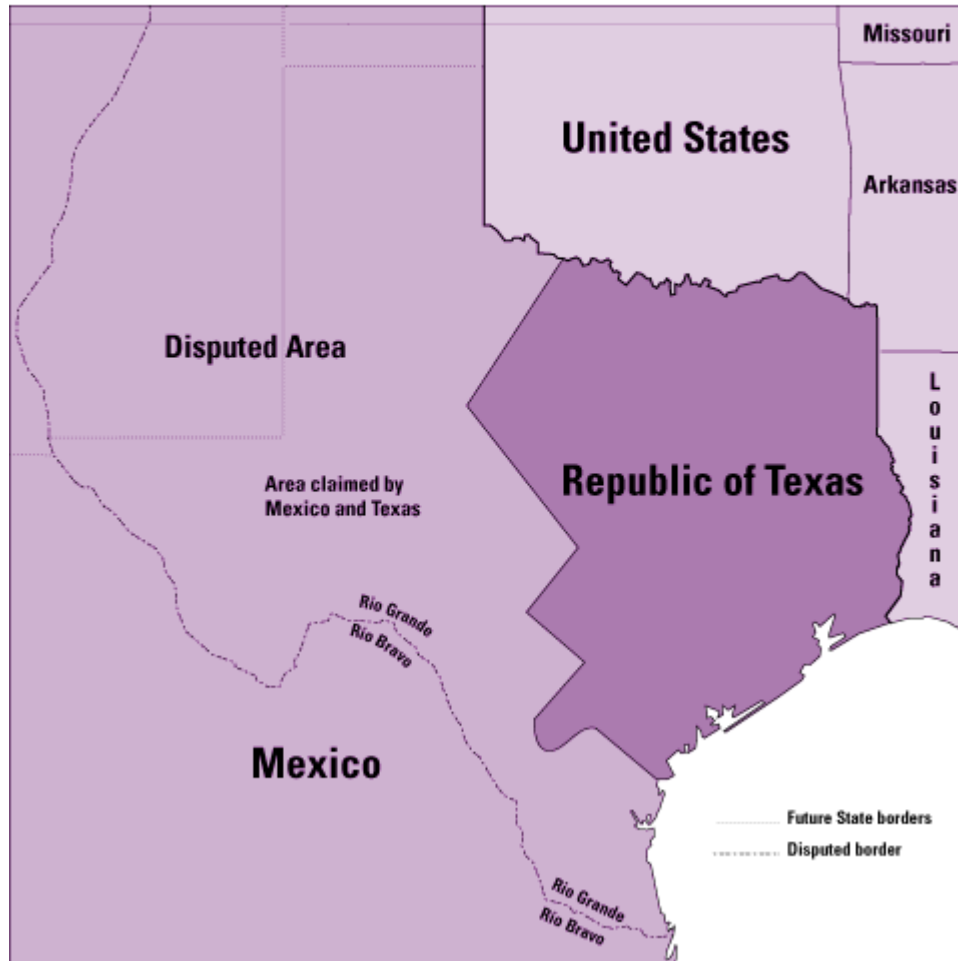 Missouri
United States
Arkansas
Disputed Area
Louisiana
Republic of Texas
Area claimed by
Mexico and Texas
Rio Grande
Rio Bravo
Mexico
Future State borders
Disputed border
Rio Grande
Rio Bravo